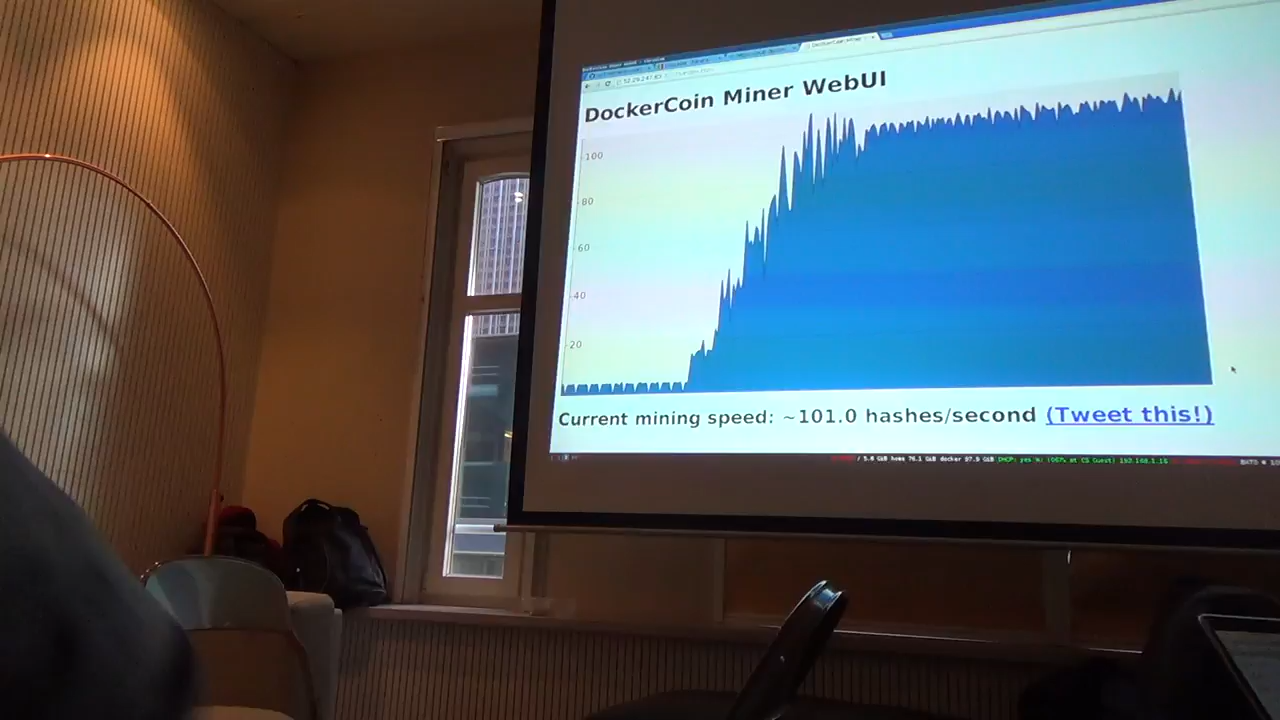 DockerCoin Miner WebUI
100
80
60
40
20
Current mining speed: ~101.0 hashes/second (Tweet this!)